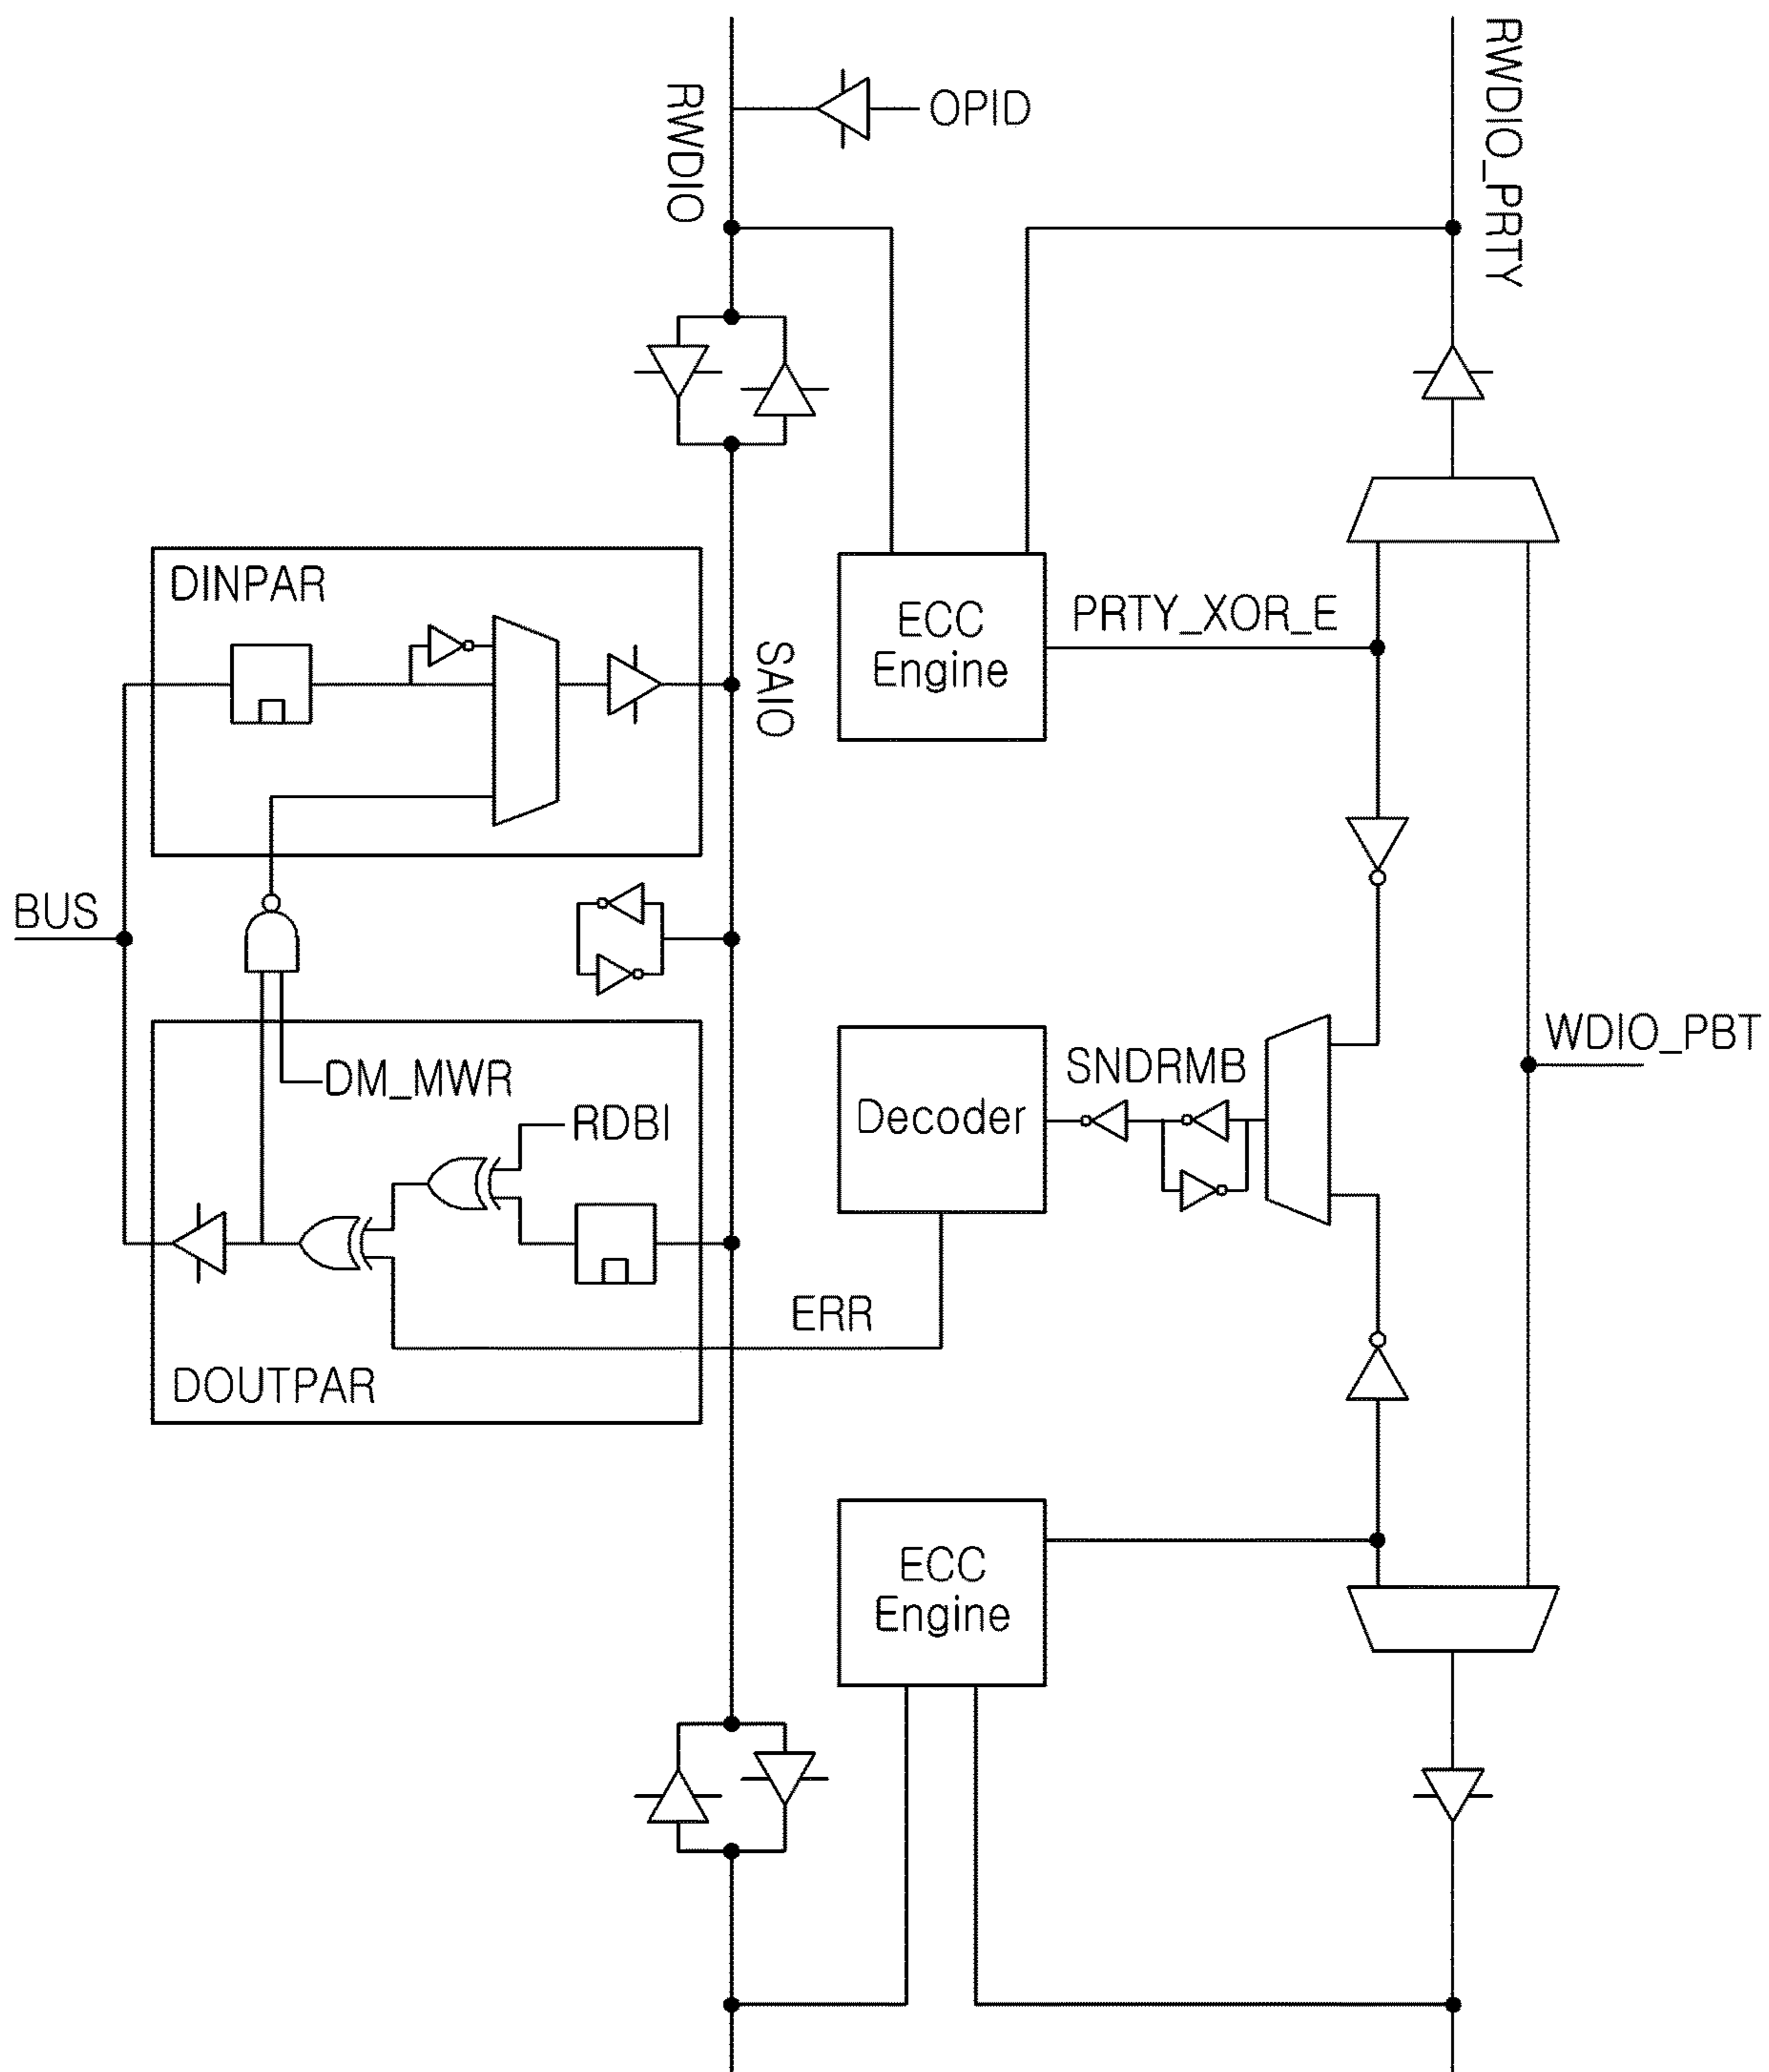 RWDIO
OPID
RWDIO_PRTY
DINPAR
ECC
Engine
PRTY_XOR_E
SAIO
BUS
DM_MWR
RDBI
Decoder
SNDRMB
WDIO_PBT
ERR
DOUTPAR
ECC
Engine